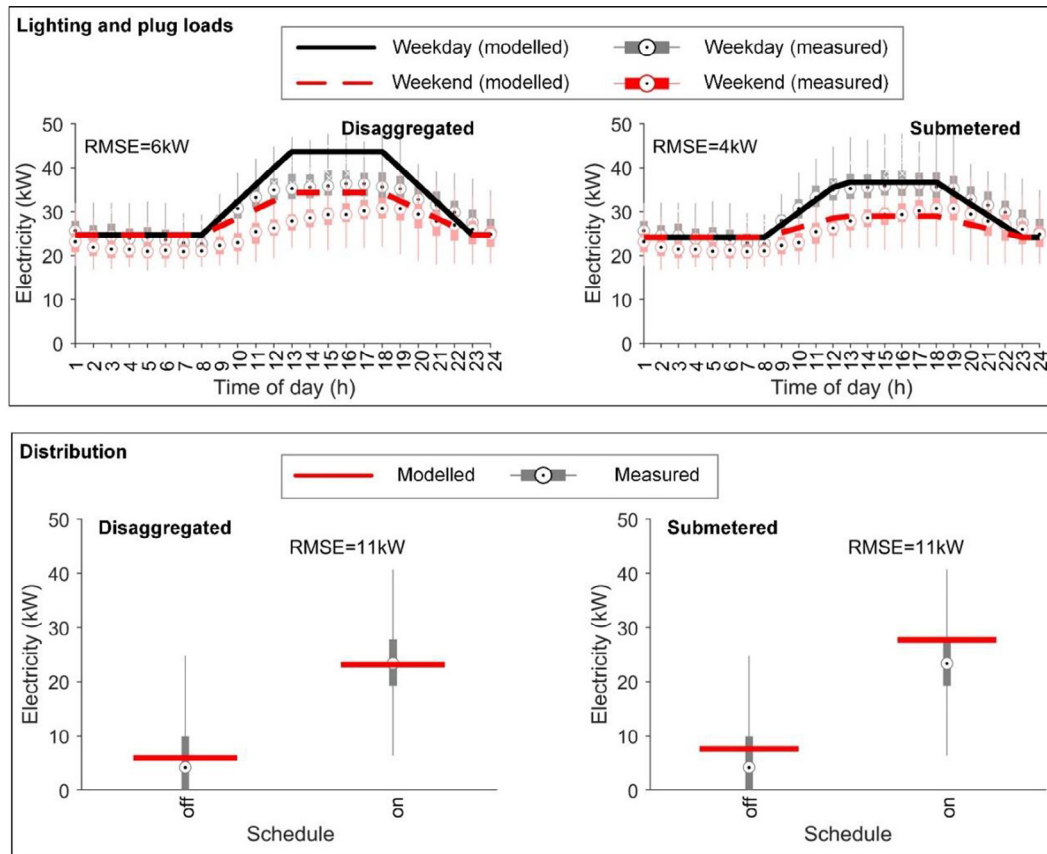 Lighting and plug loads
Weekday (modelled) Weekday (measured)
Weekend (modelled) Weekend (measured)
Disaggregated
RMSE=6kW
Electricity (kW)
50
40
30
20
10
0
1 2 3 4 5 6 7 8 9 10 11 12 13 14 15 16 17 18 19 20 21 22 23 24
Time of day (h)
Submetered
RMSE=4kW
Electricity (kW)
50
40
30
20
10
0
1 2 3 4 5 6 7 8 9 10 11 12 13 14 15 16 17 18 19 20 21 22 23 24
Time of day (h)
Distribution
Modelled Measured
Disaggregated
RMSE=11kW
Electricity (kW)
50
40
30
20
10
0
off on
Schedule
Submetered
RMSE=11kW
Electricity (kW)
50
40
30
20
10
0
off on
Schedule